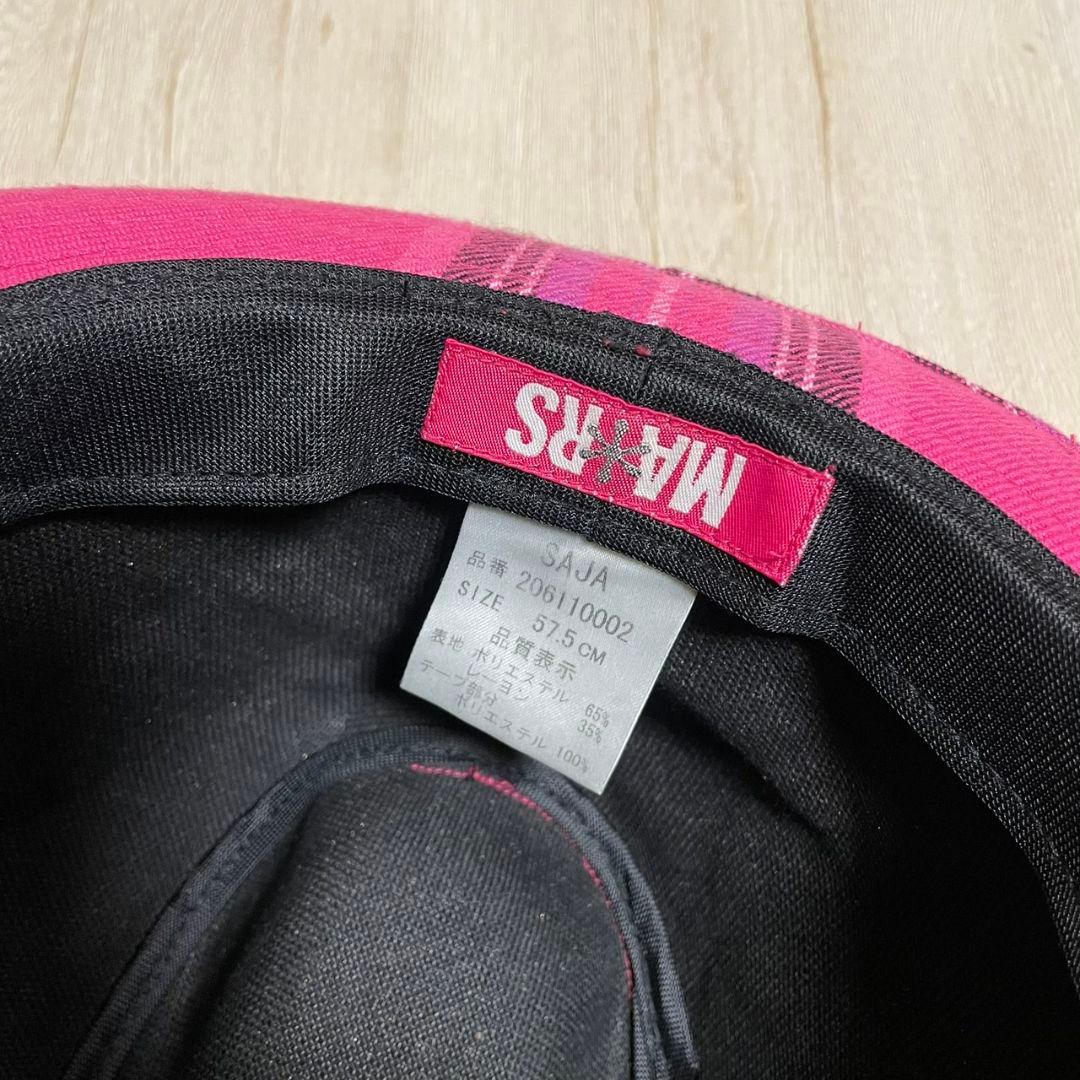 MA*RS
SAJA
品番 206110002
SIZE 57.5CM
品質表示
表地 ポリエステル 65%
レーヨン 35%
テープ部分
ポリエステル 100%